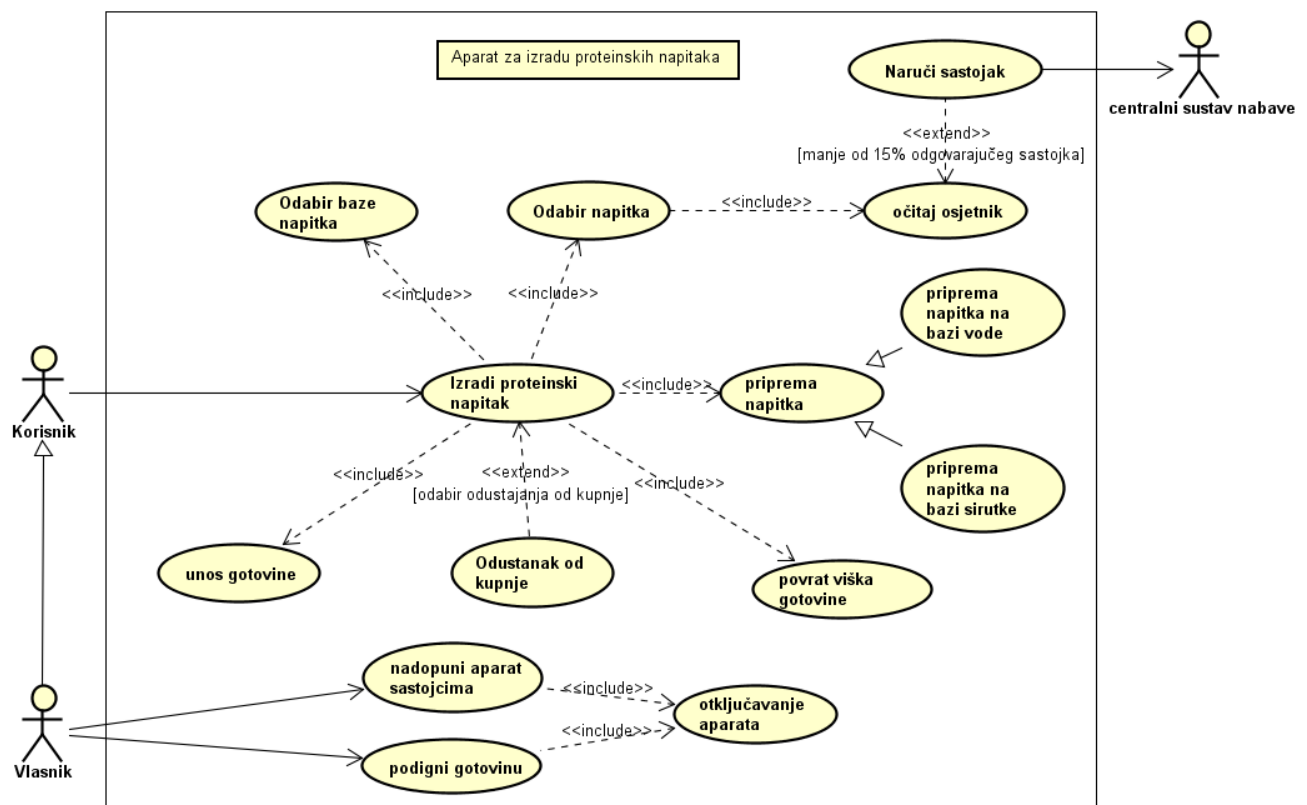 Aparat za izradu proteinskih napitaka
Naruči sastojak
centralni sustav nabave
<<extend>>
[manje od 15% odgovarajućeg sastojka]
Odabir baze
napitka
Odabir napitka
<<include>>
očitaj osjetnik
<<include>>
<<include>>
priprema
napitka na
bazi vode
Korisnik
Izradi proteinski
napitak
<<include>>
priprema
napitka
<<include>>
<<extend>>
[odabir odustajanja od kupnje]
<<include>>
priprema
napitka na
bazi sirutke
unos gotovine
Odustanak od
kupnje
povrat viška
gotovine
Vlasnik
nadopuni aparat
sastojcima
<<include>>
otključavanje
aparata
<<include>>
podigni gotovinu